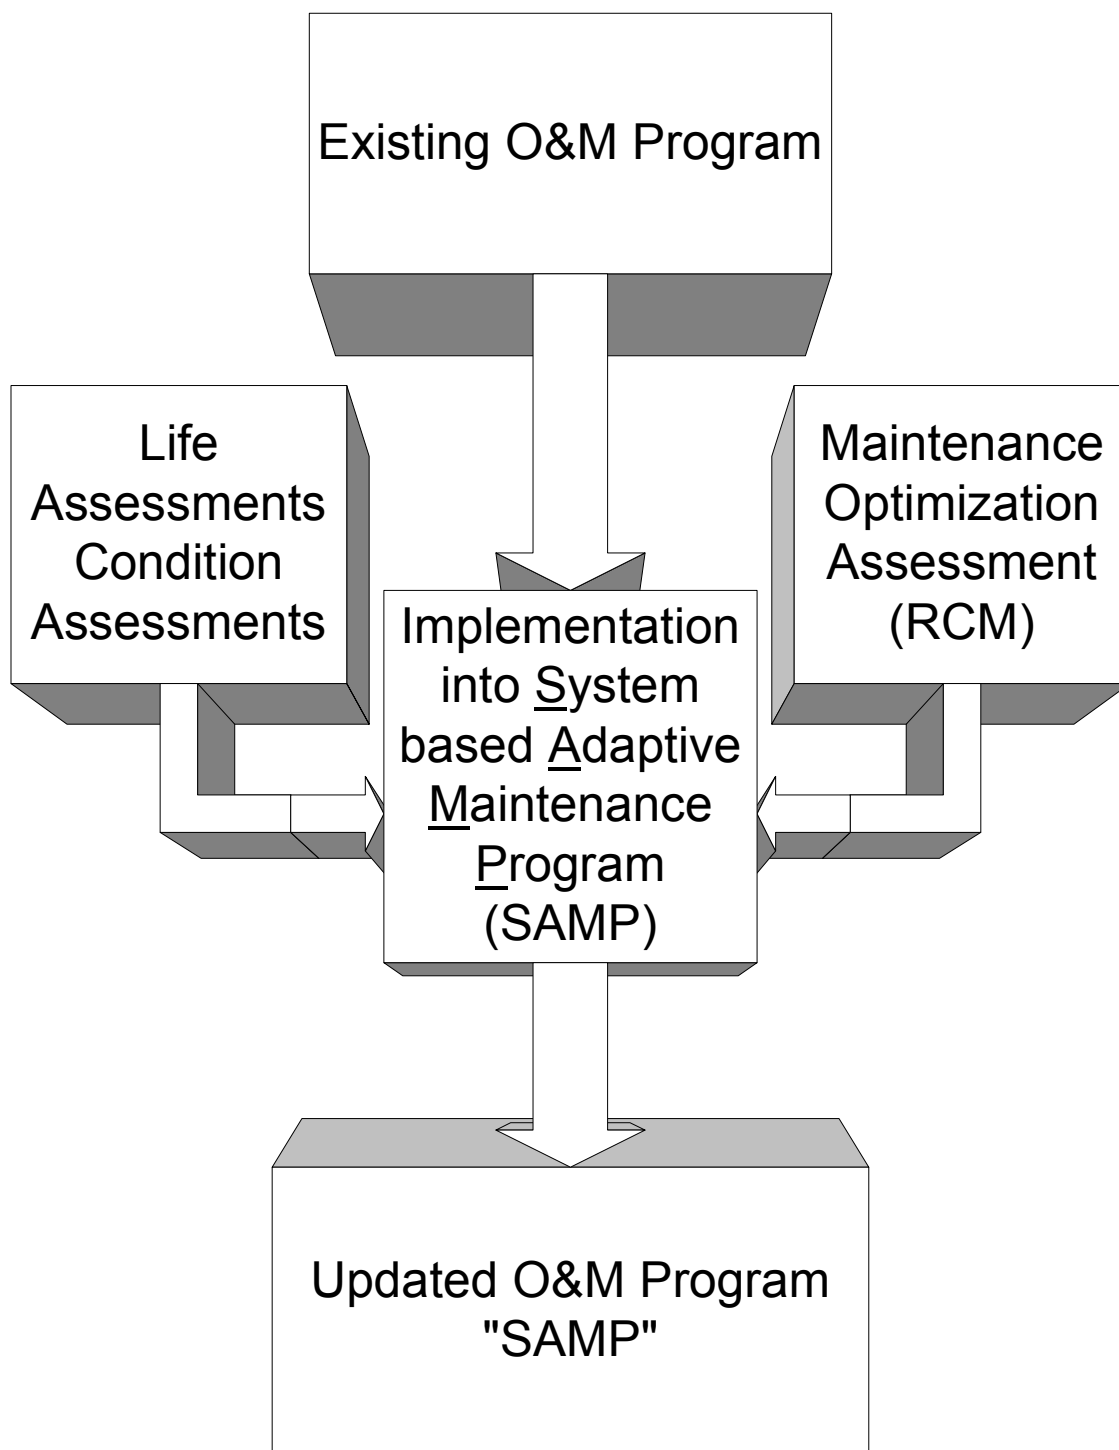 Existing O&M Program
Life
Assessments
Condition
Assessments
Maintenance
Optimization
Assessment
(RCM)
Implementation
into System
based Adaptive
Maintenance
Program
(SAMP)
Updated O&M Program
"SAMP"